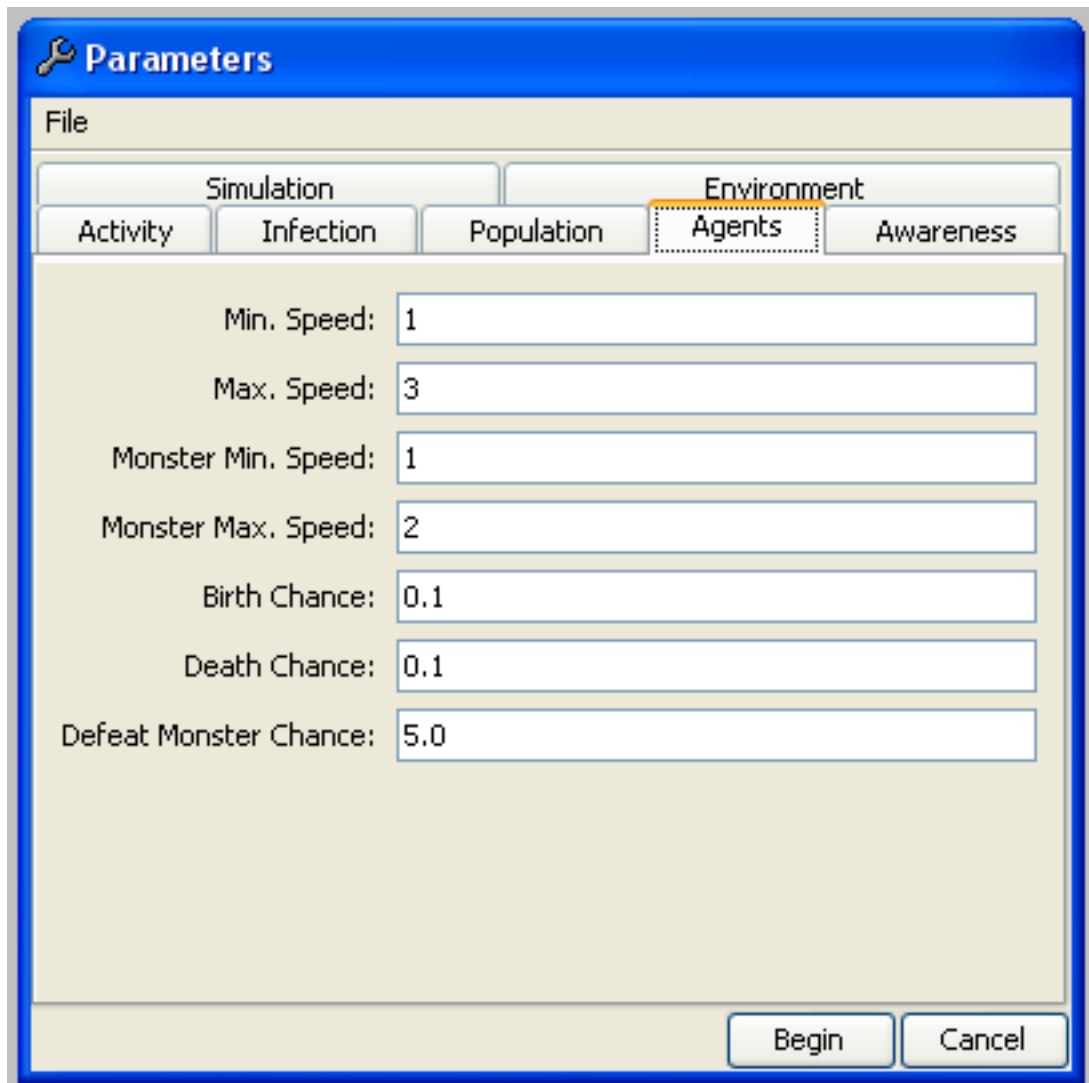 Parameters
File
Simulation Environment
Activity Infection Population Agents Awareness
Min. Speed: 1
Max. Speed: 3
Monster Min. Speed: 1
Monster Max. Speed: 2
Birth Chance: 0.1
Death Chance: 0.1
Defeat Monster Chance: 5.0
Begin Cancel